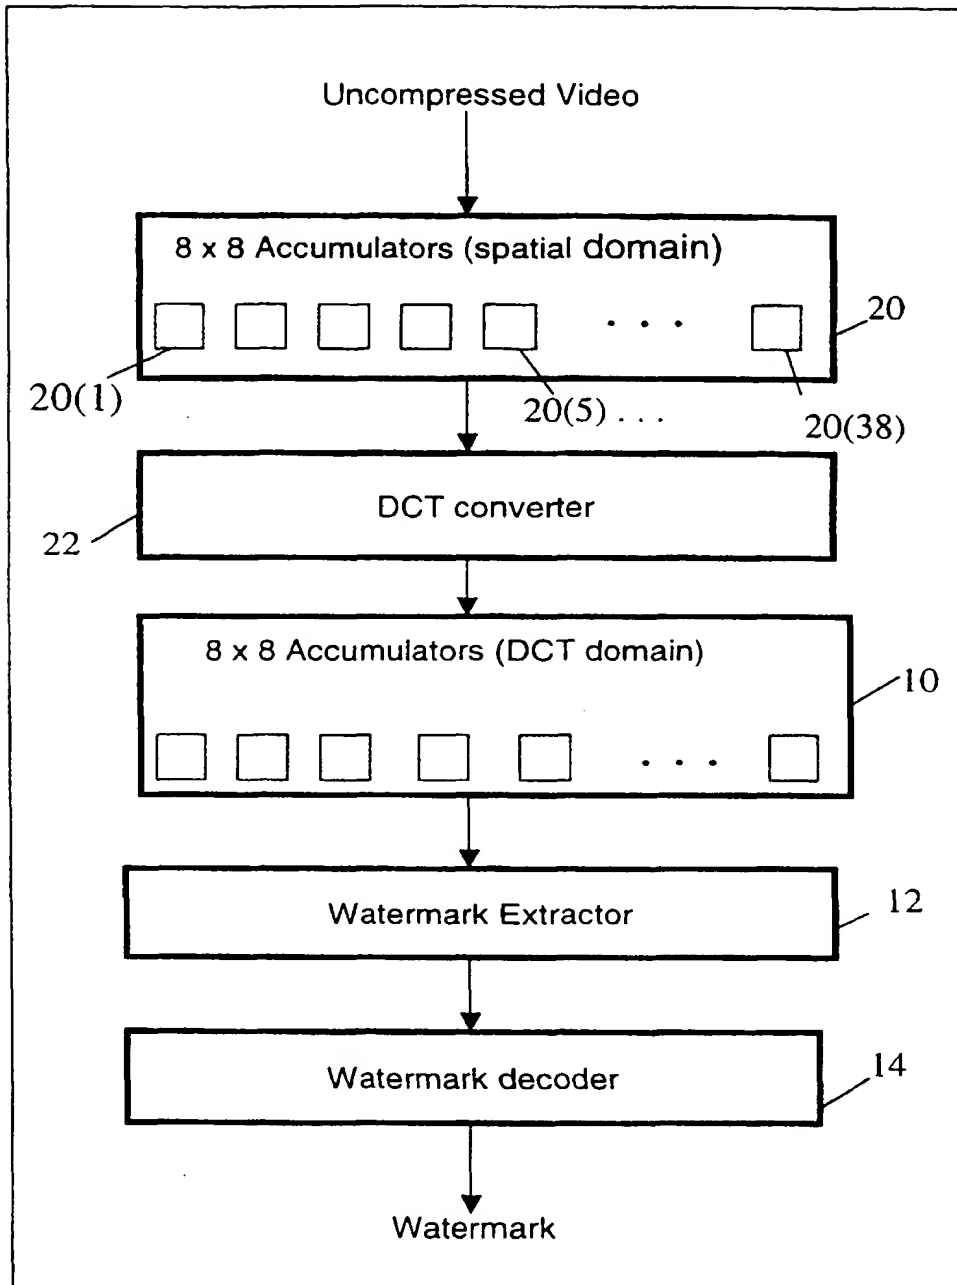 Uncompressed Video
8 x 8 Accumulators (spatial domain)
. . .
20
20(1)
20(5) . . .
20(38)
DCT converter
22
8 x 8 Accumulators (DCT domain)
10
. . .
Watermark Extractor
12
Watermark decoder
14
Watermark